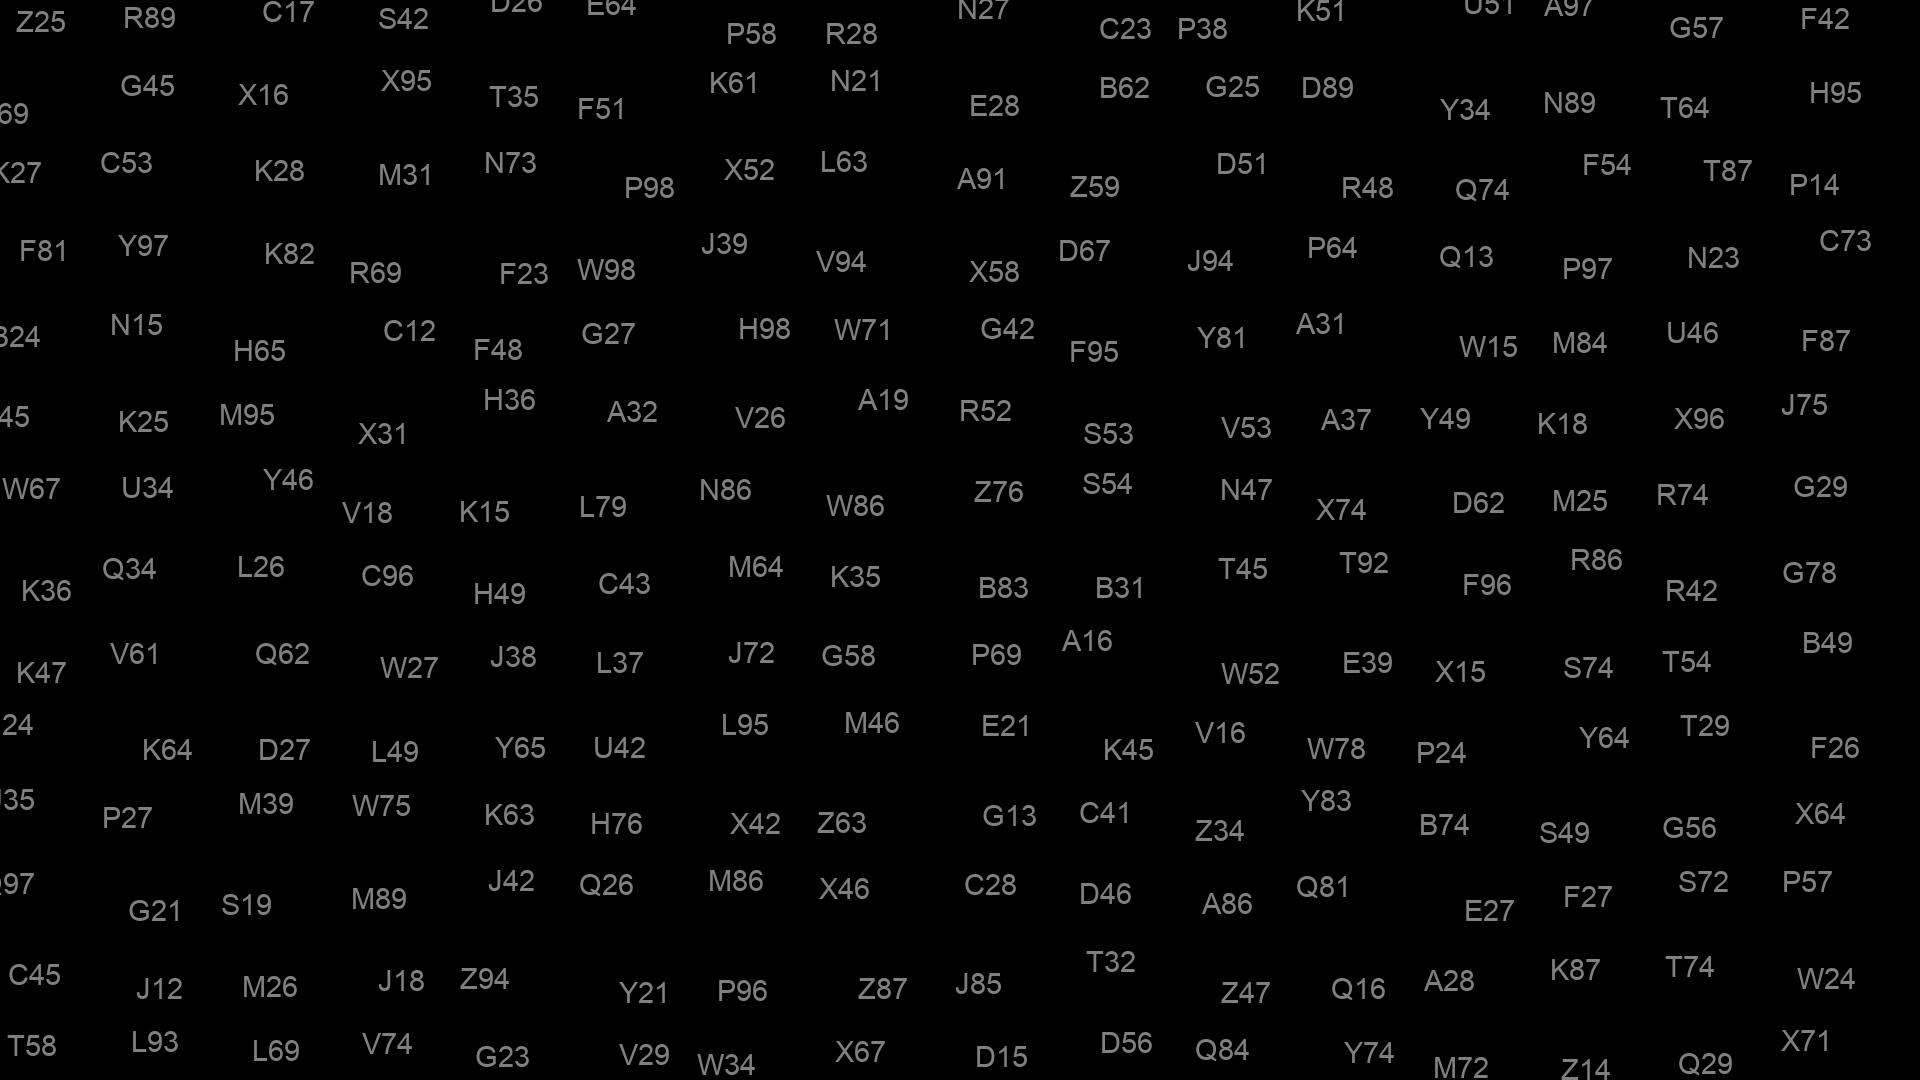 Z25 R89 C17 S42 D26 E64 P58 R28 N27 C23 P38 K51 U51 A97 G57 F42
69 G45 X16 X95 T35 F51 K61 N21 E28 B62 G25 D89 Y34 N89 T64 H95
K27 C53 K28 M31 N73 P98 X52 L63 A91 Z59 D51 R48 Q74 F54 T87 P14
F81 Y97 K82 R69 F23 W98 J39 V94 X58 D67 J94 P64 Q13 P97 N23 C73
B24 N15 H65 C12 F48 G27 H98 W71 G42 F95 Y81 A31 W15 M84 U46 F87
45 K25 M95 X31 H36 A32 V26 A19 R52 S53 V53 A37 Y49 K18 X96 J75
W67 U34 Y46 V18 K15 L79 N86 W86 Z76 S54 N47 X74 D62 M25 R74 G29
K36 Q34 L26 C96 H49 C43 M64 K35 B83 B31 T45 T92 F96 R86 R42 G78
K47 V61 Q62 W27 J38 L37 J72 G58 P69 A16 W52 E39 X15 S74 T54 B49
24 K64 D27 L49 Y65 U42 L95 M46 E21 K45 V16 W78 P24 Y64 T29 F26
35 P27 M39 W75 K63 H76 X42 Z63 G13 C41 Z34 Y83 B74 S49 G56 X64
97 G21 S19 M89 J42 Q26 M86 X46 C28 D46 A86 Q81 E27 F27 S72 P57
C45 J12 M26 J18 Z94 Y21 P96 Z87 J85 T32 Z47 Q16 A28 K87 T74 W24
T58 L93 L69 V74 G23 V29 W34 X67 D15 D56 Q84 Y74 M72 Z14 Q29 X71